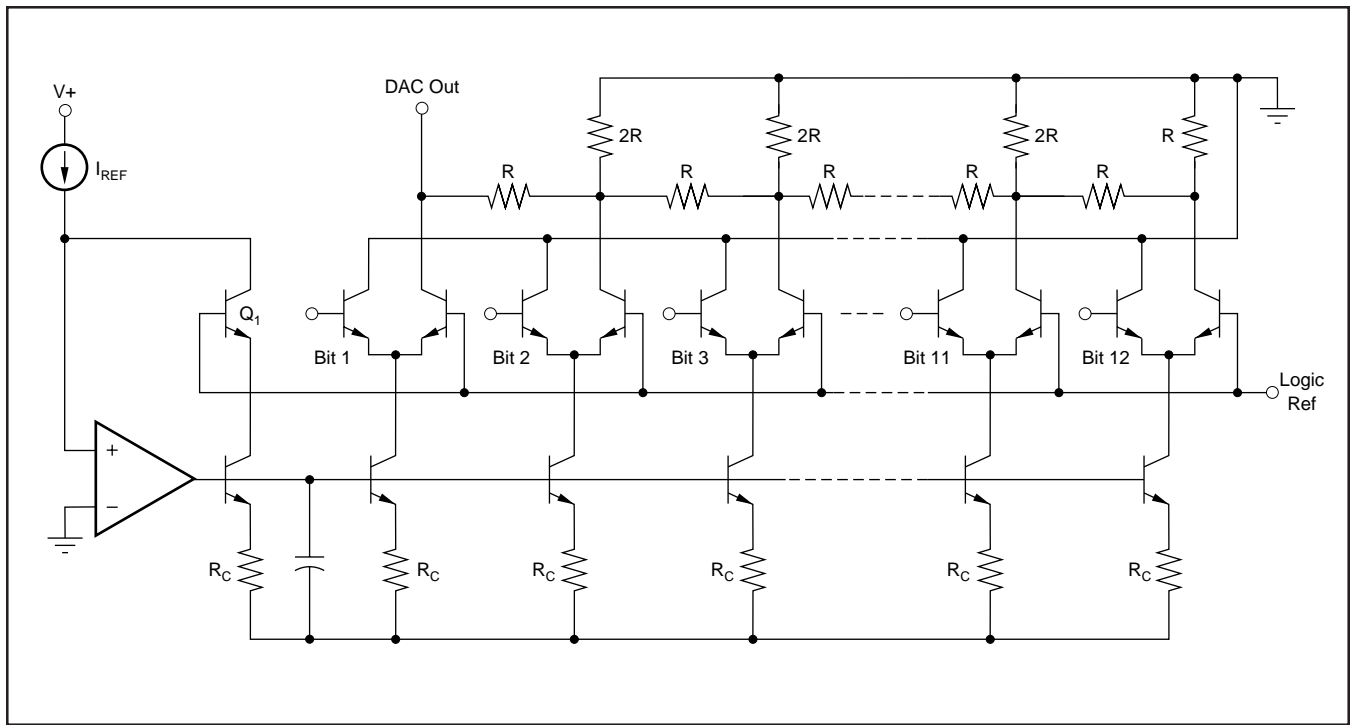 DAC Out
V+
2R
2R
2R
R
I_REF
R
R
R
R
R
Q₁
Bit 1
Bit 2
Bit 3
Bit 11
Bit 12
Logic
Ref
+
−
R_C
R_C
R_C
R_C
R_C
R_C